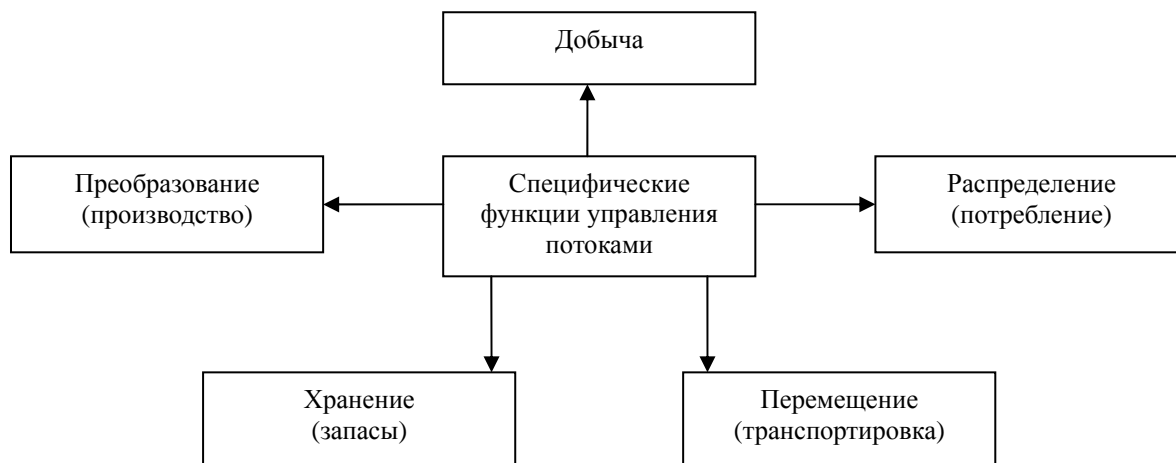 Добыча
Преобразование
(производство)
Специфические
функции управления
потоками
Распределение
(потребление)
Хранение
(запасы)
Перемещение
(транспортировка)